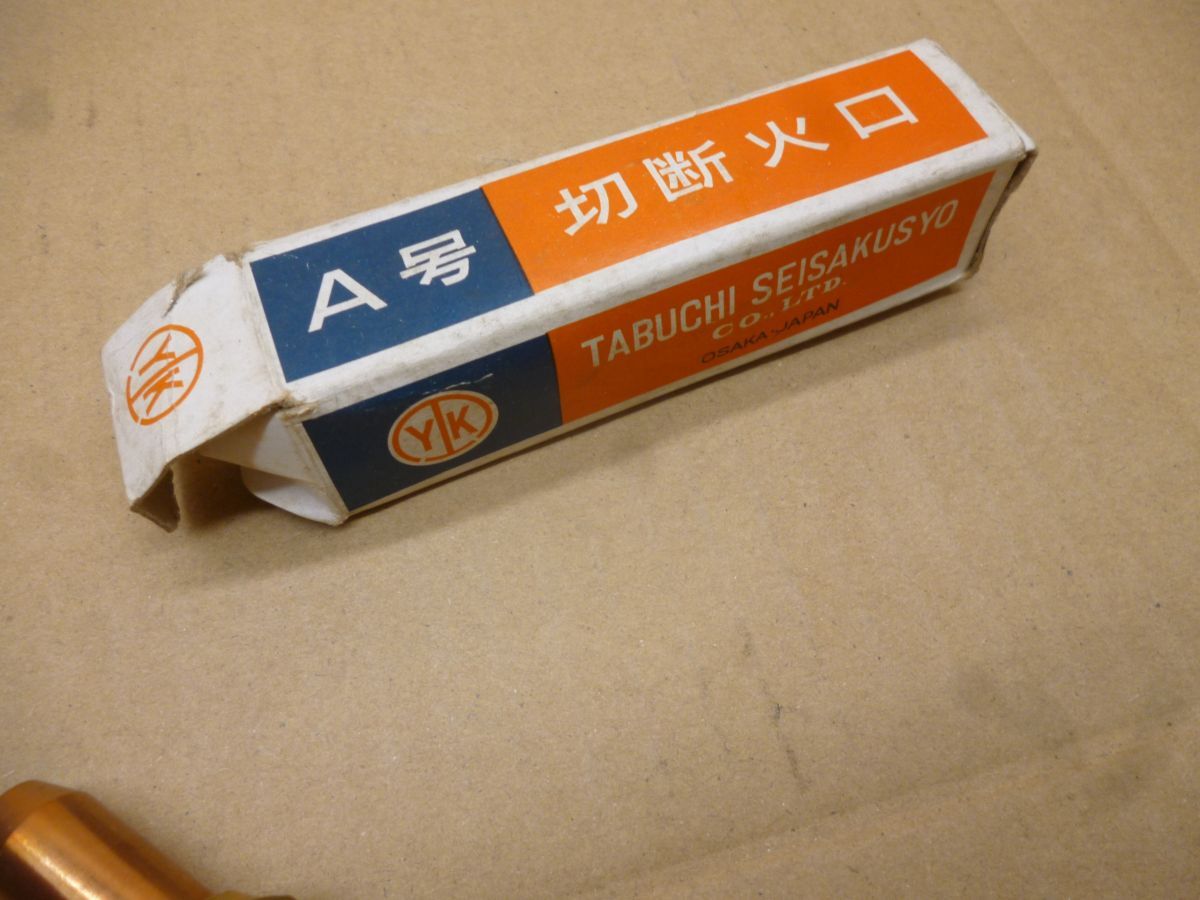 A号 切断火口
YK
YK
TABUCHI SEISAKUSYO
CO., LTD.
OSAKA·JAPAN